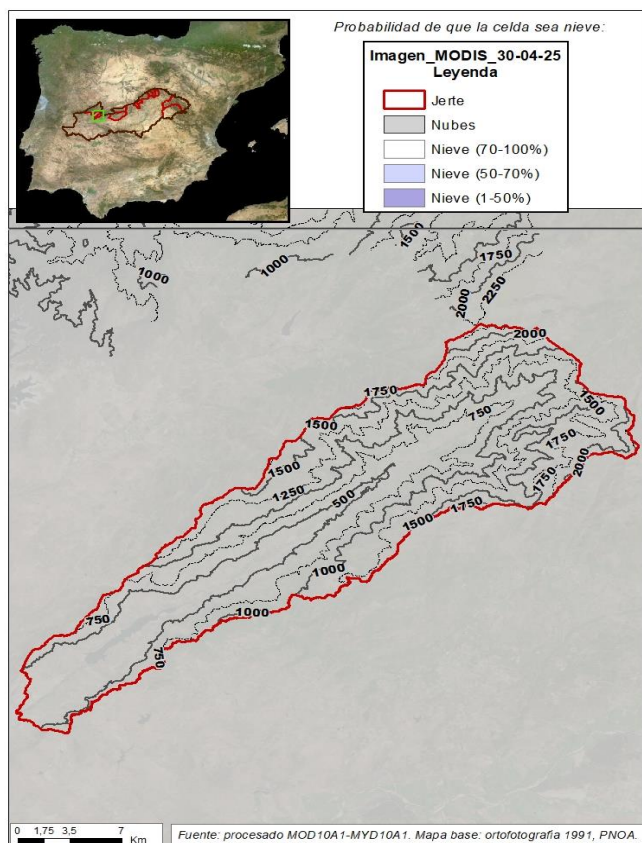 Probabilidad de que la celda sea nieve:
Imagen_MODIS_30-04-25
Leyenda
Jerte
Nubes
Nieve (70-100%)
Nieve (50-70%)
Nieve (1-50%)
1500
1000
1000
1750
2000
2250
2000
1750
1500
750
1500
1500
1750
1250
500
2000
1750
1750
1500
1000
1000
750
750
0 1,75 3,5 7
Km
Fuente: procesado MOD10A1-MYD10A1. Mapa base: ortofotografia 1991, PNOA.